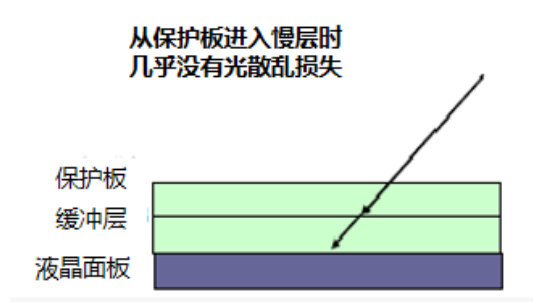 从保护板进入慢层时
几乎没有光散乱损失
保护板
缓冲层
液晶面板